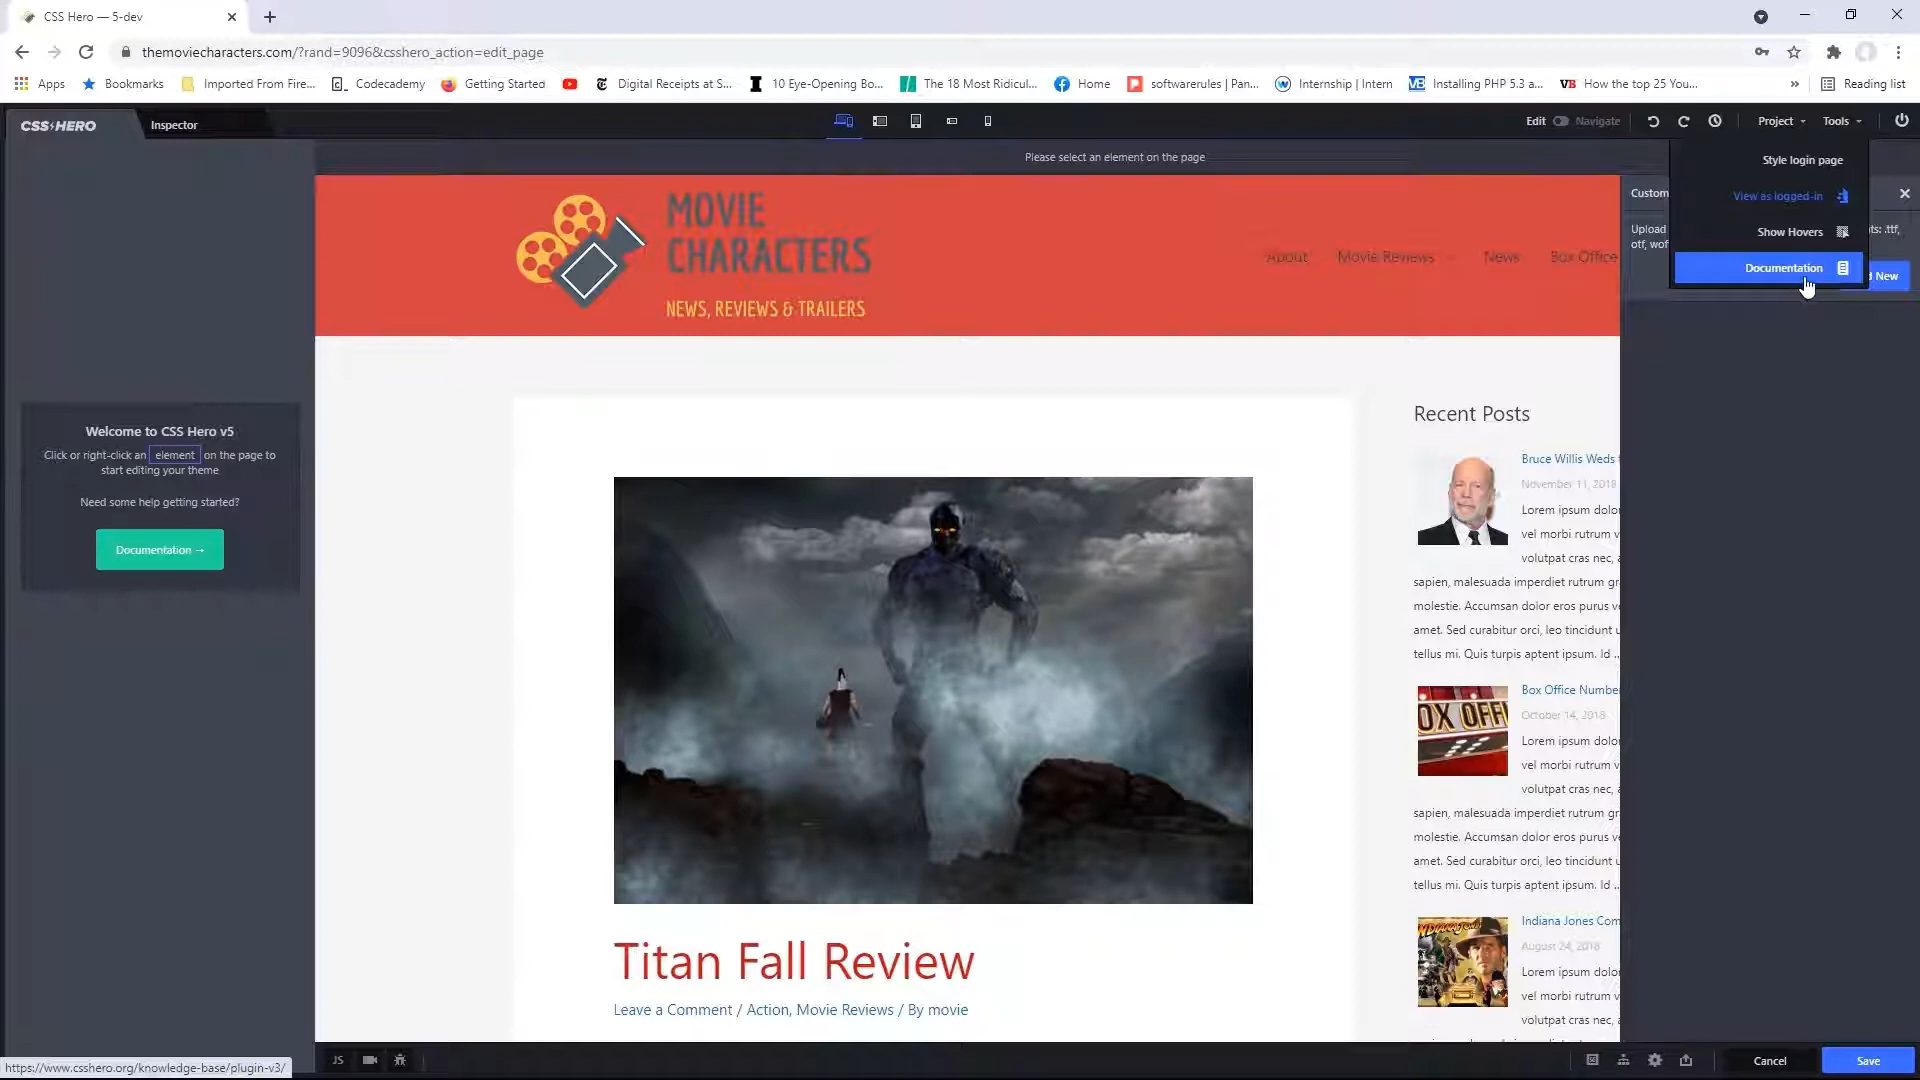 CSS Hero — 5-dev
themoviecharacters.com/?rand=9096&csshero_action=edit_page
Apps
Bookmarks
Imported From Fire...
Codecademy
Getting Started
Digital Receipts at S...
10 Eye-Opening Bo...
The 18 Most Ridicul...
Home
softwarerules | Pan...
Internship | Intern
Installing PHP 5.3 a...
VB
How the top 25 You...
»
Reading list
CSS HERO
Inspector
Edit
Navigate
Project
Tools
Please select an element on the page
Style login page
View as logged-in
Show Hovers
Documentation
Custom
Upload
ts: .ttf,
otf, wof
d New
MOVIE
CHARACTERS
NEWS, REVIEWS & TRAILERS
About
Movie Reviews
News
Box Office
Welcome to CSS Hero v5
Click or right-click an element on the page to
start editing your theme
Need some help getting started?
Documentation →
Titan Fall Review
Leave a Comment / Action, Movie Reviews / By movie
Recent Posts
Bruce Willis Weds
November 11, 2018
Lorem ipsum dolo
vel morbi rutrum v
volutpat cras nec, a
sapien, malesuada imperdiet rutrum gr
molestie. Accumsan dolor eros purus ve
amet. Sed curabitur orci, leo tincidunt u
tellus mi. Quis turpis aptent ipsum. Id ...
OX OFFI
Box Office Number
October 14, 2018
Lorem ipsum dolo
vel morbi rutrum v
volutpat cras nec, a
sapien, malesuada imperdiet rutrum gr
molestie. Accumsan dolor eros purus ve
amet. Sed curabitur orci, leo tincidunt u
tellus mi. Quis turpis aptent ipsum. Id ...
Indiana Jones Com
August 24, 2018
Lorem ipsum dolo
vel morbi rutrum v
volutpat cras nec, a
https://www.csshero.org/knowledge-base/plugin-v3/
JS
Cancel
Save